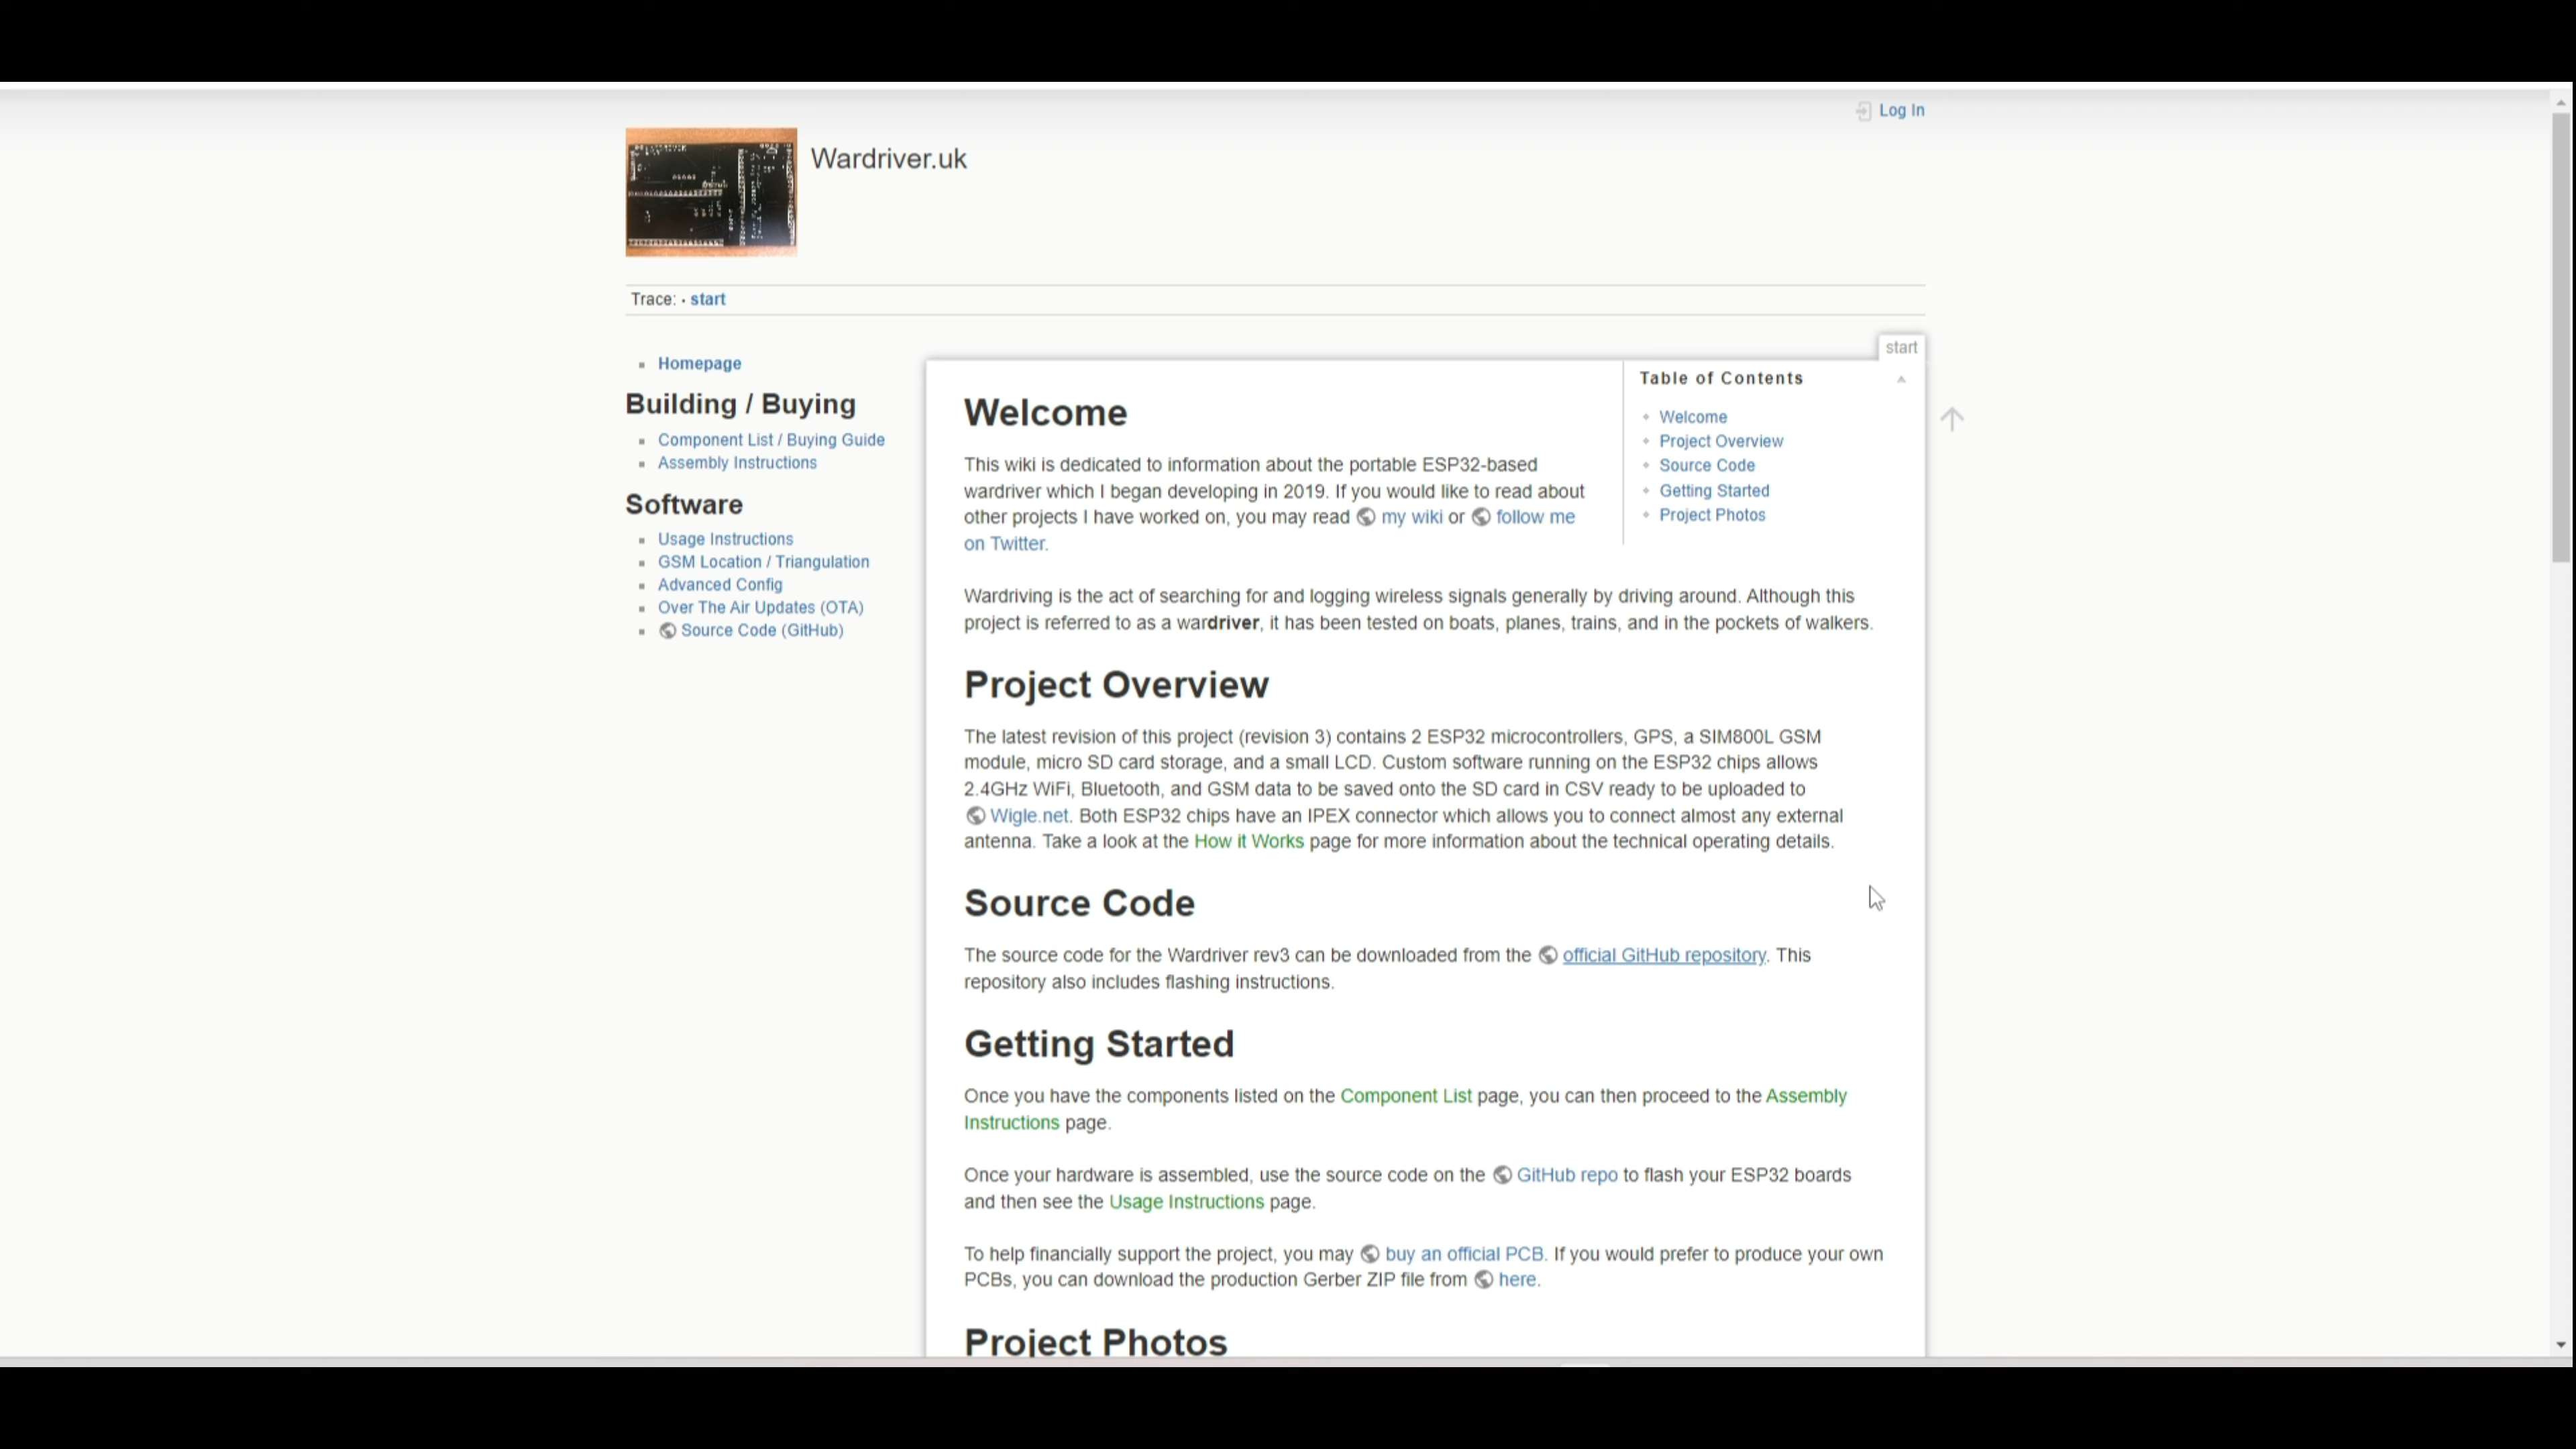 Log In
Wardriver.uk
Trace: • start
Homepage
Building / Buying
Component List / Buying Guide
Assembly Instructions
Software
Usage Instructions
GSM Location / Triangulation
Advanced Config
Over The Air Updates (OTA)
Source Code (GitHub)
start
Table of Contents
Welcome
Project Overview
Source Code
Getting Started
Project Photos
Welcome
This wiki is dedicated to information about the portable ESP32-based
wardriver which I began developing in 2019. If you would like to read about
other projects I have worked on, you may read my wiki or follow me
on Twitter.
Wardriving is the act of searching for and logging wireless signals generally by driving around. Although this
project is referred to as a wardriver, it has been tested on boats, planes, trains, and in the pockets of walkers.
Project Overview
The latest revision of this project (revision 3) contains 2 ESP32 microcontrollers, GPS, a SIM800L GSM
module, micro SD card storage, and a small LCD. Custom software running on the ESP32 chips allows
2.4GHz WiFi, Bluetooth, and GSM data to be saved onto the SD card in CSV ready to be uploaded to
Wigle.net. Both ESP32 chips have an IPEX connector which allows you to connect almost any external
antenna. Take a look at the How it Works page for more information about the technical operating details.
Source Code
The source code for the Wardriver rev3 can be downloaded from the official GitHub repository. This
repository also includes flashing instructions.
Getting Started
Once you have the components listed on the Component List page, you can then proceed to the Assembly
Instructions page.
Once your hardware is assembled, use the source code on the GitHub repo to flash your ESP32 boards
and then see the Usage Instructions page.
To help financially support the project, you may buy an official PCB. If you would prefer to produce your own
PCBs, you can download the production Gerber ZIP file from here.
Project Photos